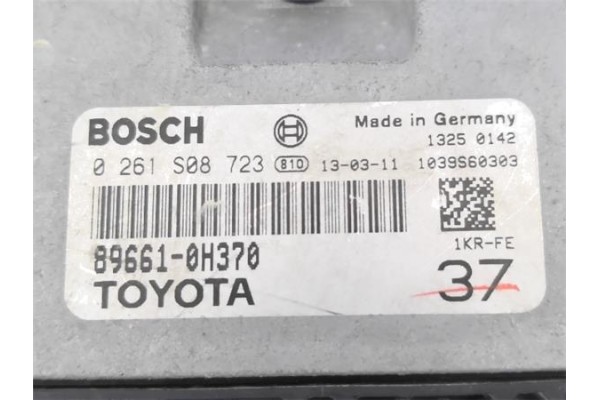 BOSCH Made in Germany
1325 0142
0 261 S08 723 810 13-03-11 1039S60303
89661-0H370
1KR-FE
TOYOTA 37